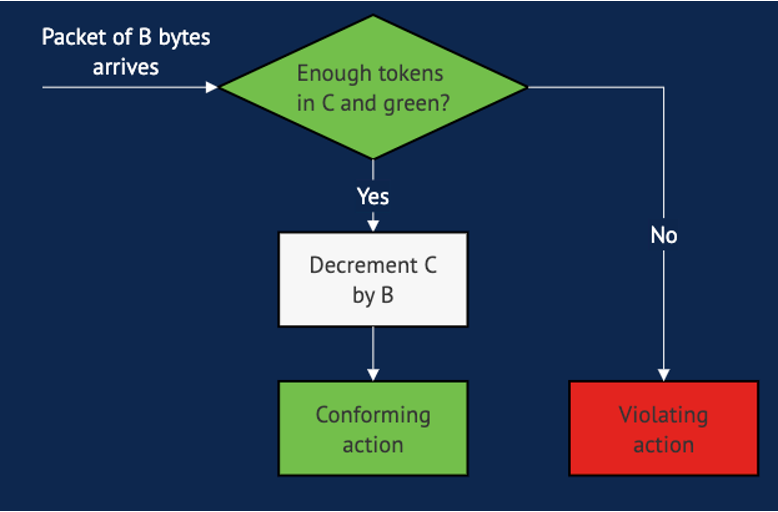 Packet of B bytes
arrives
Enough tokens
in C and green?
Yes
No
Decrement C
by B
Conforming
action
Violating
action